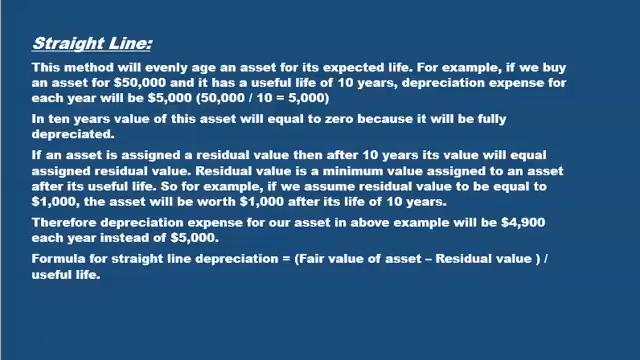 Straight Line:
This method will evenly age an asset for its expected life. For example, if we buy
an asset for $50,000 and it has a useful life of 10 years, depreciation expense for
each year will be $5,000 (50,000 / 10 = 5,000)
In ten years value of this asset will equal to zero because it will be fully
depreciated.
If an asset is assigned a residual value then after 10 years its value will equal
assigned residual value. Residual value is a minimum value assigned to an asset
after its useful life. So for example, if we assume residual value to be equal to
$1,000, the asset will be worth $1,000 after its life of 10 years.
Therefore depreciation expense for our asset in above example will be $4,900
each year instead of $5,000.
Formula for straight line depreciation = (Fair value of asset – Residual value ) /
useful life.